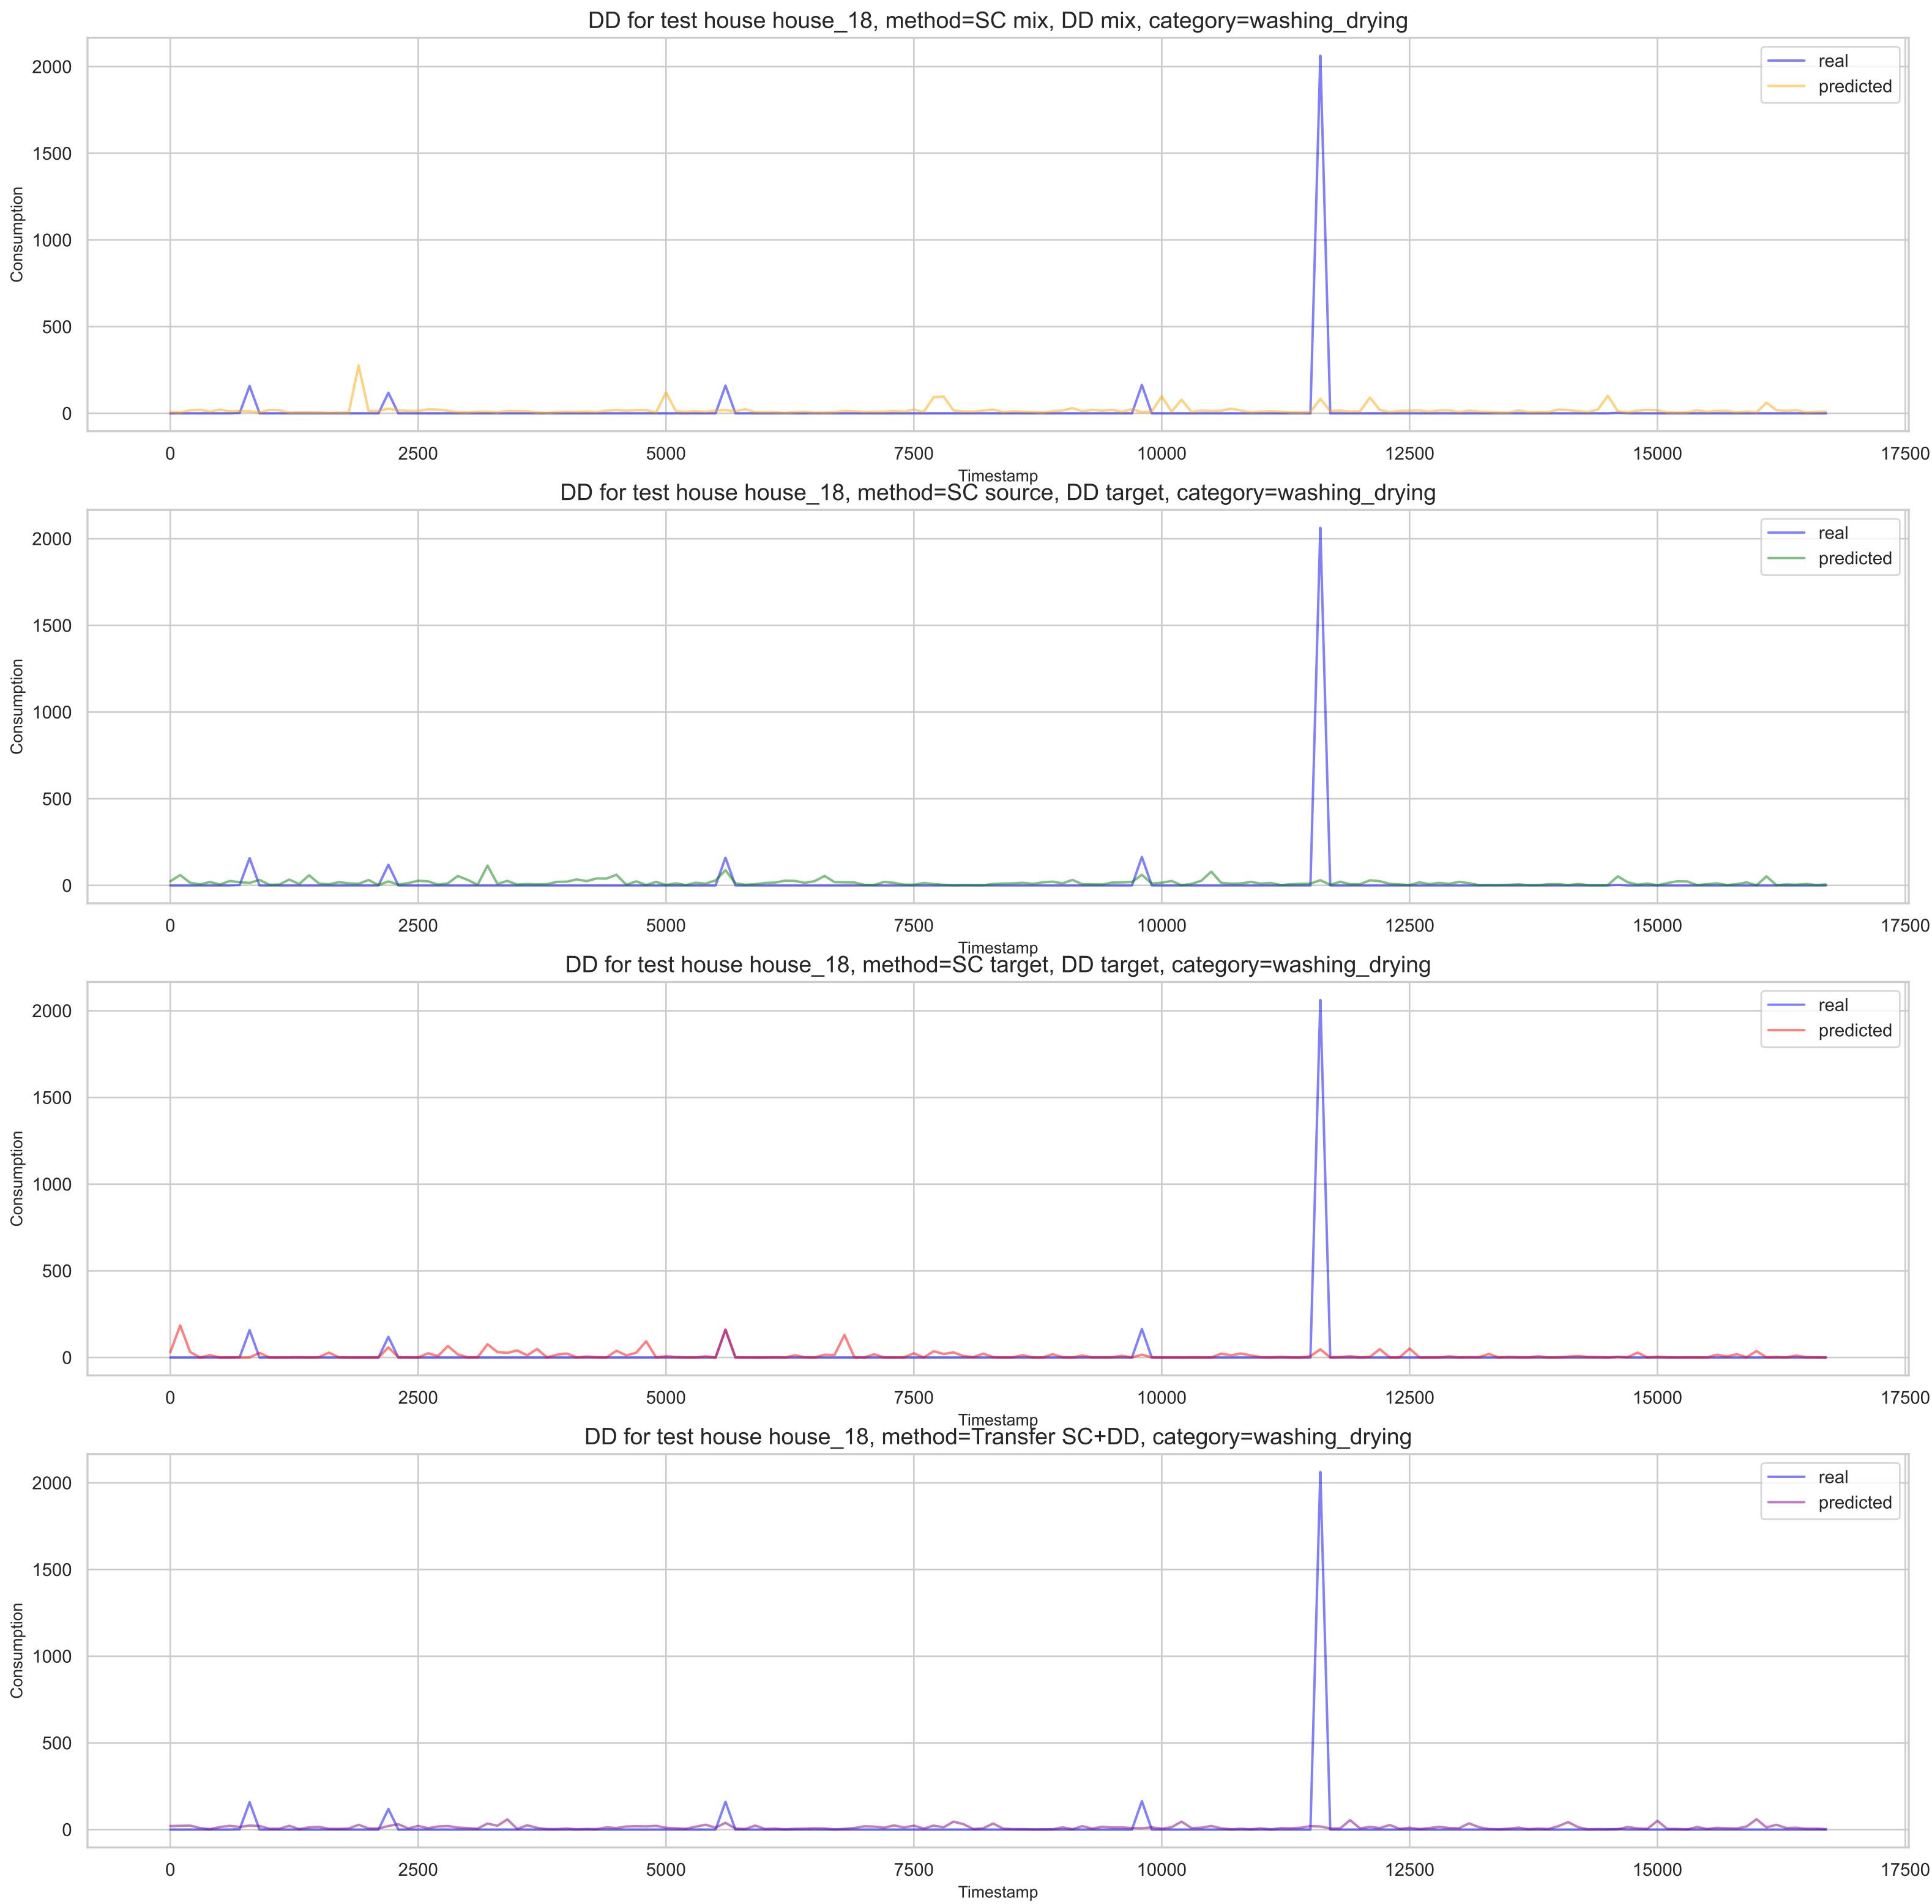 DD for test house house_18, method=SC mix, DD mix, category=washing_drying
real
predicted
2000
1500
1000
500
0
Consumption
0 2500 5000 7500 10000 12500 15000 17500
Timestamp
DD for test house house_18, method=SC source, DD target, category=washing_drying
real
predicted
2000
1500
1000
500
0
Consumption
0 2500 5000 7500 10000 12500 15000 17500
Timestamp
DD for test house house_18, method=SC target, DD target, category=washing_drying
real
predicted
2000
1500
1000
500
0
Consumption
0 2500 5000 7500 10000 12500 15000 17500
Timestamp
DD for test house house_18, method=Transfer SC+DD, category=washing_drying
real
predicted
2000
1500
1000
500
0
Consumption
0 2500 5000 7500 10000 12500 15000 17500
Timestamp